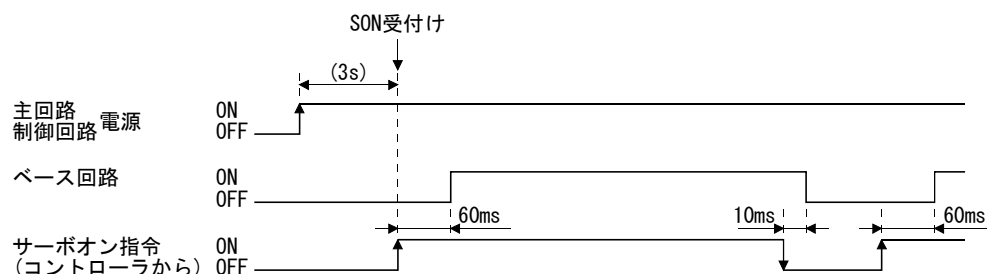 SON受付け
(3s)
主回路
制御回路 電源 ON
OFF
ベース回路 ON
OFF
60ms
10ms
60ms
サーボオン指令 ON
(コントローラから) OFF